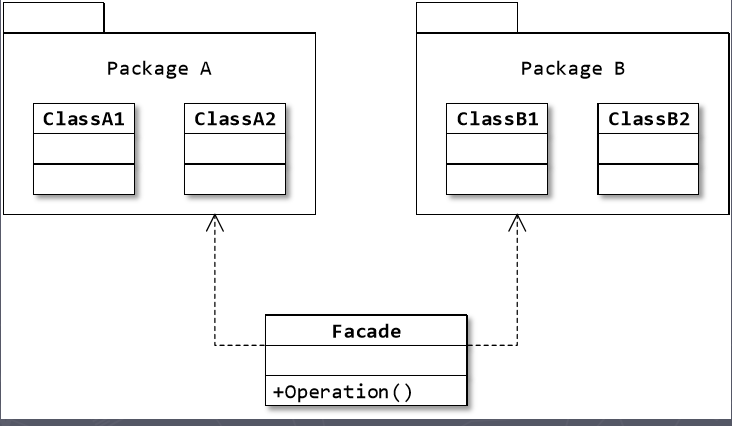 Package A
Package B
ClassA1
ClassA2
ClassB1
ClassB2
Facade
+Operation()